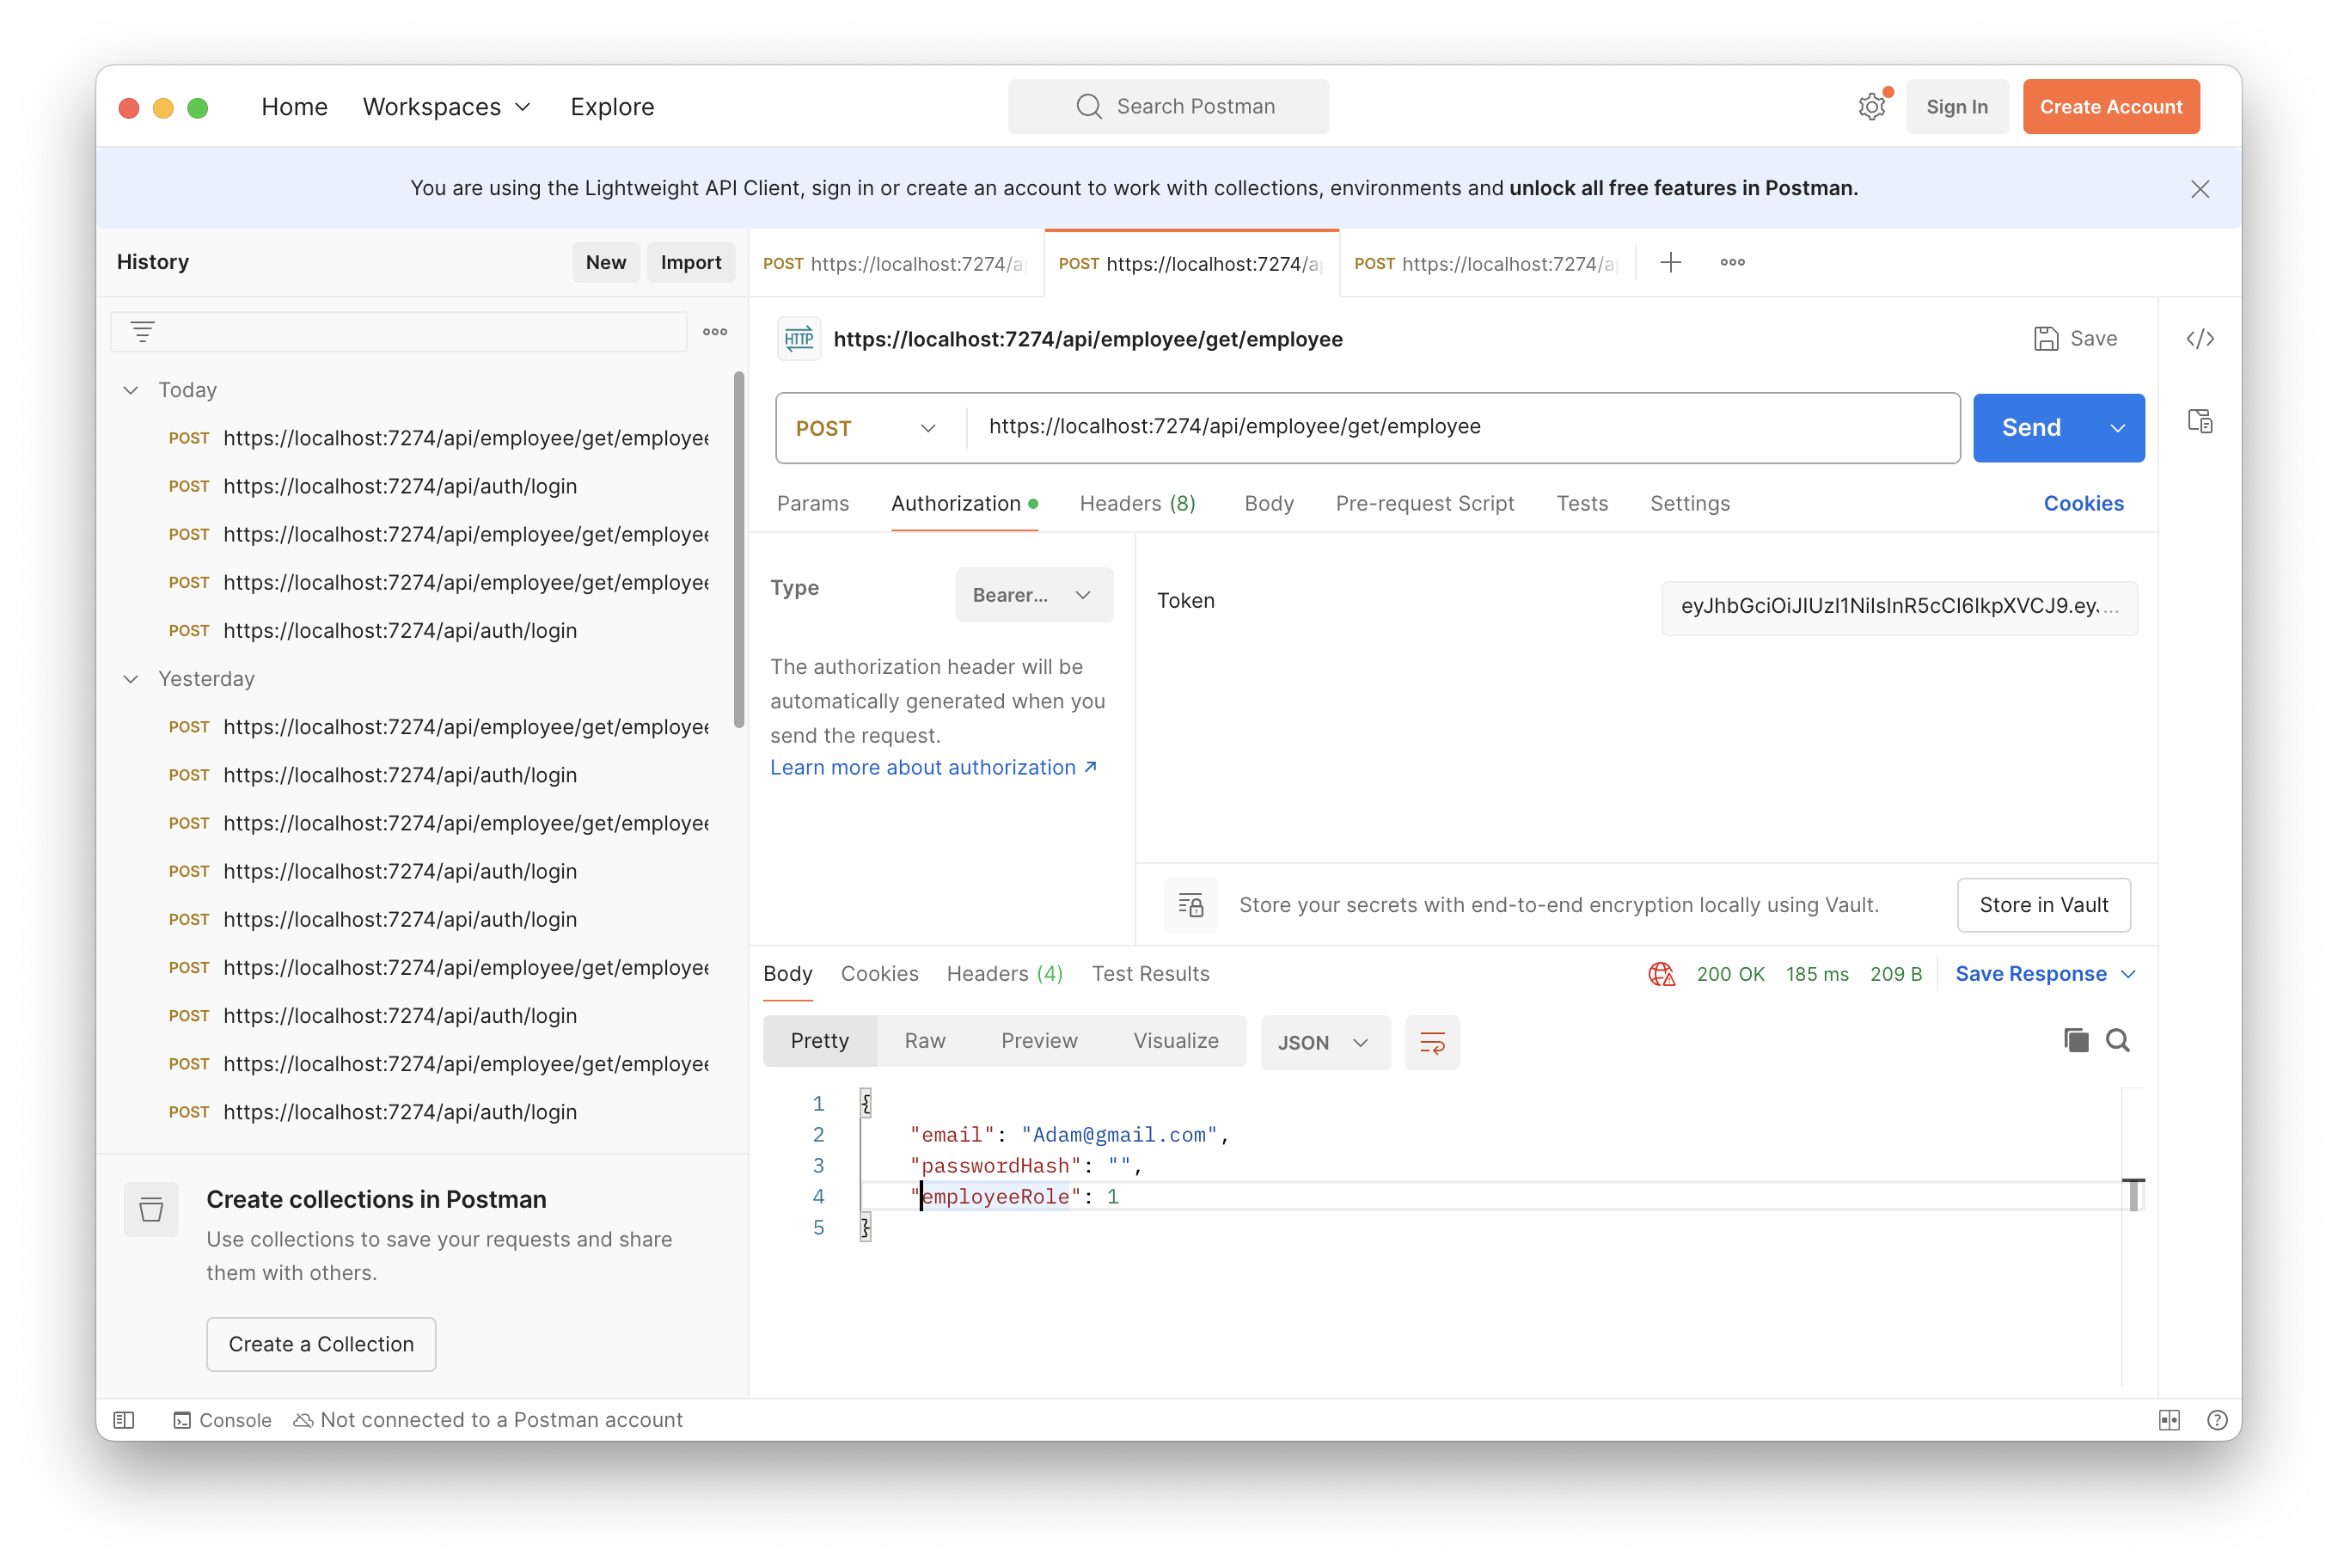 Home Workspaces Explore Search Postman Sign In Create Account
You are using the Lightweight API Client, sign in or create an account to work with collections, environments and unlock all free features in Postman.
History New Import
Today
POST https://localhost:7274/api/employee/get/employee
POST https://localhost:7274/api/auth/login
POST https://localhost:7274/api/employee/get/employee
POST https://localhost:7274/api/employee/get/employee
POST https://localhost:7274/api/auth/login
Yesterday
POST https://localhost:7274/api/employee/get/employee
POST https://localhost:7274/api/auth/login
POST https://localhost:7274/api/employee/get/employee
POST https://localhost:7274/api/auth/login
POST https://localhost:7274/api/auth/login
POST https://localhost:7274/api/employee/get/employee
POST https://localhost:7274/api/auth/login
POST https://localhost:7274/api/employee/get/employee
POST https://localhost:7274/api/auth/login
Create collections in Postman
Use collections to save your requests and share
them with others.
Create a Collection
POST https://localhost:7274/a POST https://localhost:7274/a POST https://localhost:7274/a
HTTP https://localhost:7274/api/employee/get/employee Save </>
POST https://localhost:7274/api/employee/get/employee Send
Params Authorization Headers (8) Body Pre-request Script Tests Settings Cookies
Type Bearer...
The authorization header will be
automatically generated when you
send the request.
Learn more about authorization ↗
Token eyJhbGciOiJIUzI1NiIsInR5cCI6IkpXVCJ9.ey...
Store your secrets with end-to-end encryption locally using Vault. Store in Vault
Body Cookies Headers (4) Test Results 200 OK 185 ms 209 B Save Response
Pretty Raw Preview Visualize JSON
1 {
2 "email": "Adam@gmail.com",
3 "passwordHash": "",
4 "employeeRole": 1
5 }
Console Not connected to a Postman account